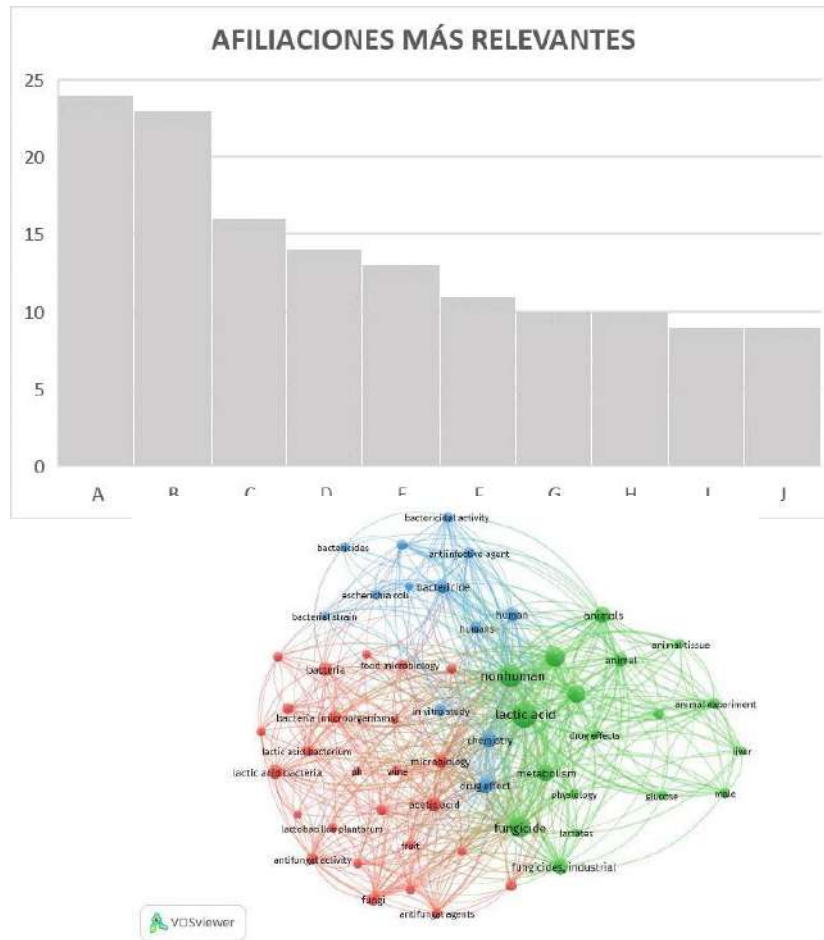 AFILIACIONES MÁS RELEVANTES
25
20
15
10
5
0
A B C D E F G H I J
bactericidal activity
bactericides
antiinfective agent
bactericide
escherichia coli
bacterial strain
human
humans
animals
animal tissue
food microbiology
bacteria
animal
nonhuman
in vitro study
animal experiment
bacteria (microorganisms)
lactic acid
chemistry
drug effects
liver
lactic acid bacterium
microbiology
lactic acid bacteria
ph
wine
metabolism
drug effect
physiology
glucose
male
acetic acid
lactobacillus plantarum
fungicide
lactates
fruit
antifungal activity
fungicides, industrial
fungi
antifungal agents
VOSviewer